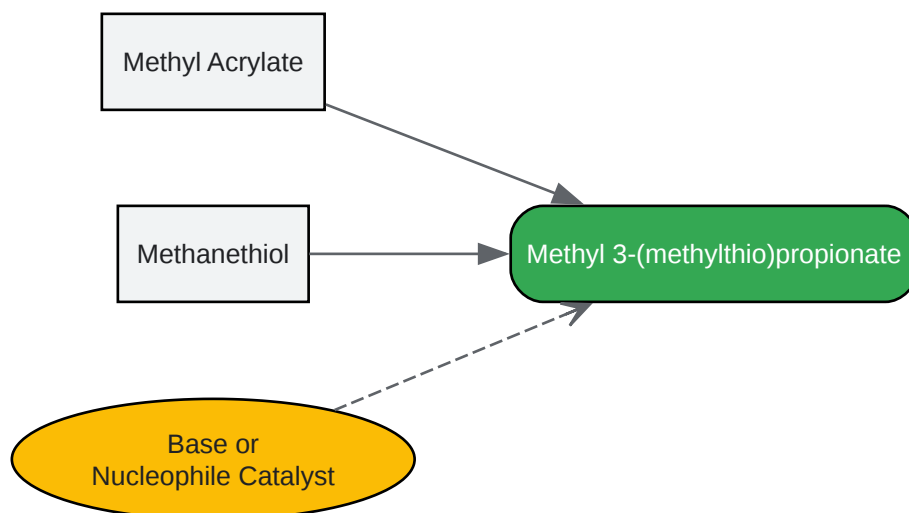 Methyl Acrylate
Methanethiol
Methyl 3-(methylthio)propionate
Base or
Nucleophile Catalyst